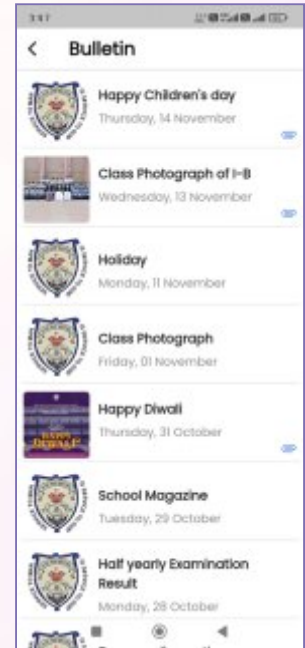 Bulletin
Happy Children's day
Thursday, 14 November
Class Photograph of I-B
Wednesday, 13 November
Holiday
Monday, 11 November
Class Photograph
Friday, 01 November
Happy Diwali
Thursday, 31 October
HAPPY
DIWALI
School Magazine
Tuesday, 29 October
Half yearly Examination
Result
Monday, 28 October